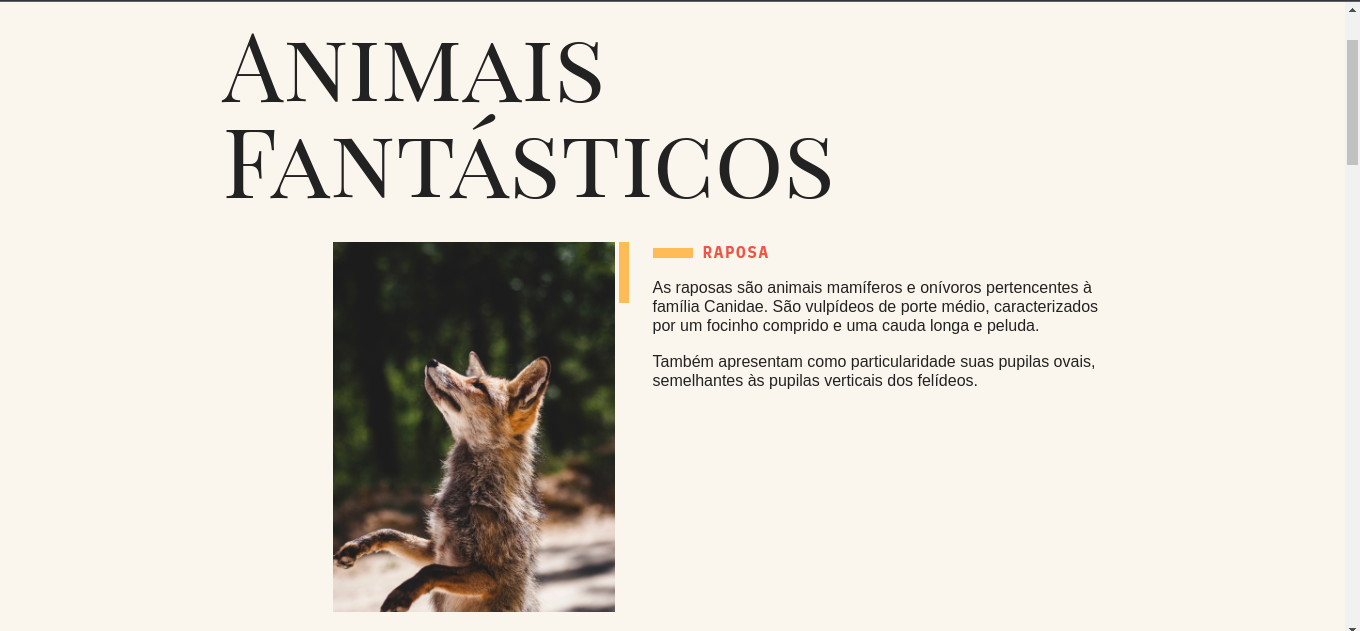 Animais
Fantásticos
RAPOSA
As raposas são animais mamíferos e onívoros pertencentes à
família Canidae. São vulpídeos de porte médio, caracterizados
por um focinho comprido e uma cauda longa e peluda.
Também apresentam como particularidade suas pupilas ovais,
semelhantes às pupilas verticais dos felídeos.